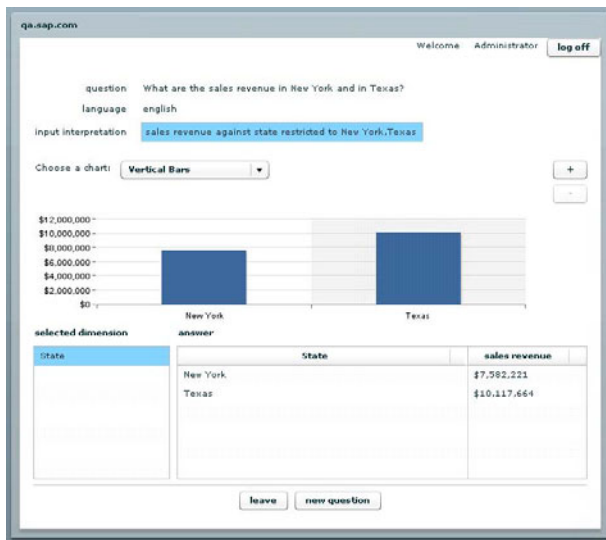 qa.sap.com
Welcome Administrator log off
question What are the sales revenue in New York and in Texas?
language english
input interpretation sales revenue against state restricted to New York,Texas
Choose a chart: Vertical Bars +
-
$12,000,000
$10,000,000
$8,000,000
$6,000,000
$4,000,000
$2,000,000
$0
New York Texas
selected dimension answer
State State sales revenue
New York $7,582,221
Texas $10,117,664
leave new question